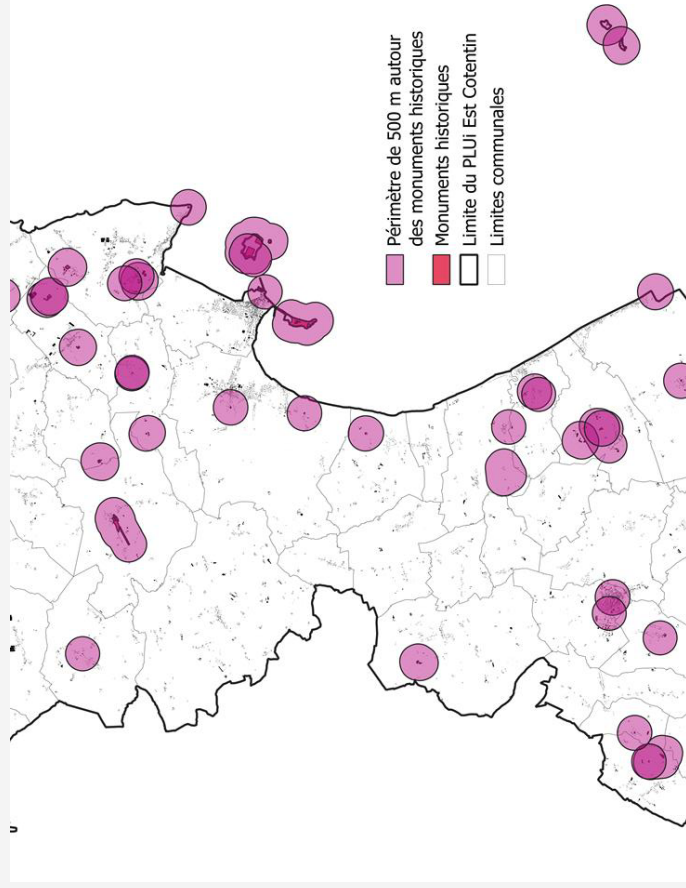 Périmètre de 500 m autour
des monuments historiques
Monuments historiques
Limite du PLUi Est Cotentin
Limites communales